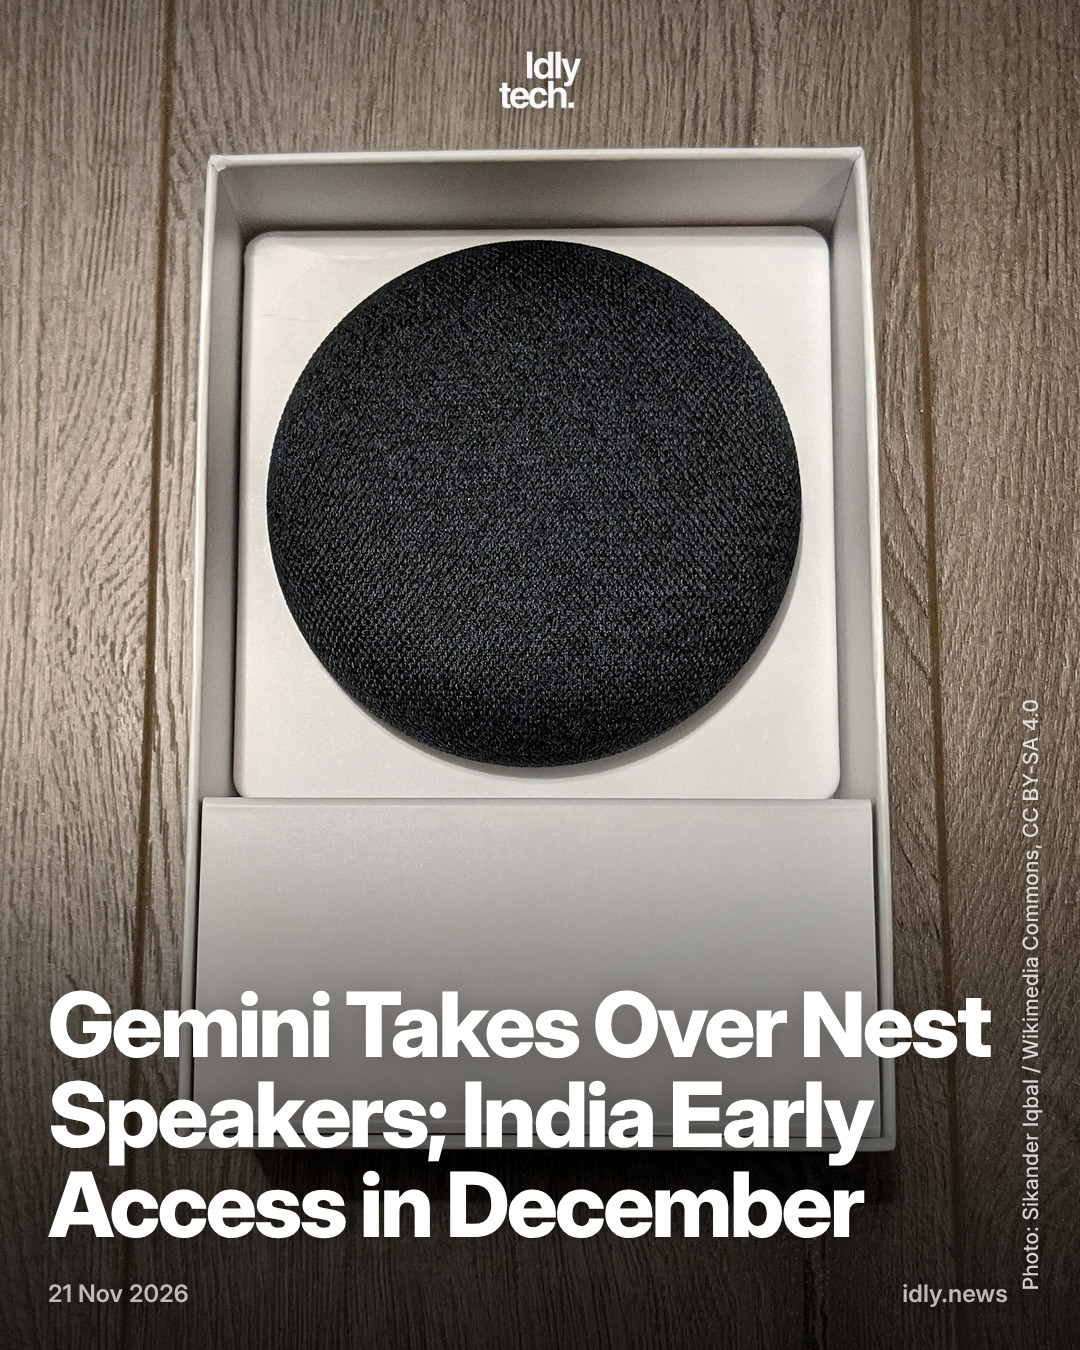 Idly
tech.
Gemini Takes Over Nest
Speakers; India Early
Access in December
21 Nov 2026
idly.news
Photo: Sikander Iqbal / Wikimedia Commons, CC BY-SA 4.0